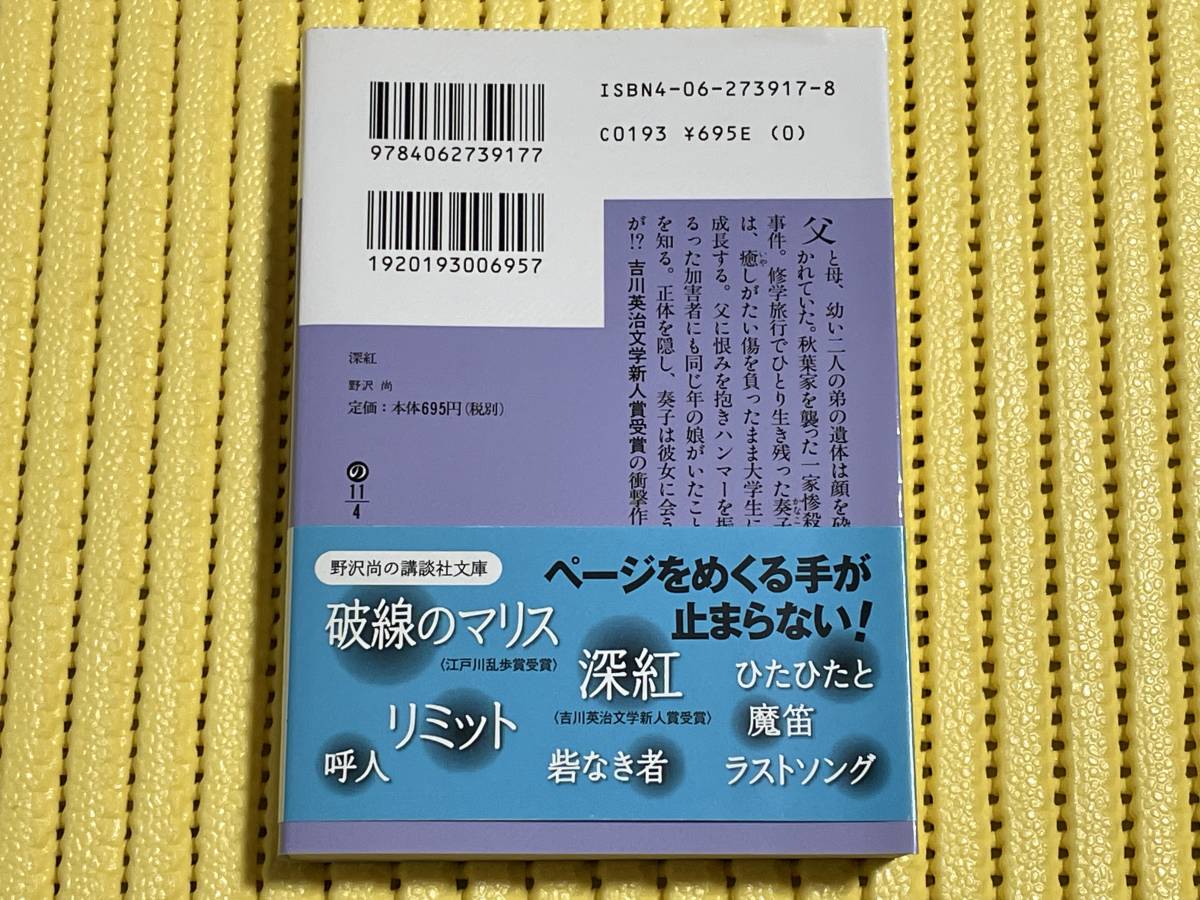 ISBN4-06-273917-8
C0193 ¥695E (0)
9784062739177
1920193006957
父と母、幼い二人の弟の遺体は顔を砕
かれていた。秋葉家を襲った一家惨殺
事件。修学旅行でひとり生き残った奏子
は、癒しがたい傷を負ったまま大学生に
成長する。父に恨みを抱きハンマーを振
るった加害者にも同じ年の娘がいたこと
を知る。正体を隠し、奏子は彼女に会う
が!? 吉川英治文学新人賞受賞の衝撃作
かなこ
いや
深紅
野沢 尚
定価:本体695円(税別)
の
11
4
野沢尚の講談社文庫
ページをめくる手が
止まらない!
破線のマリス
〈江戸川乱歩賞受賞〉
深紅
〈吉川英治文学新人賞受賞〉
ひたひたと
リミット
魔笛
呼人
砦なき者
ラストソング